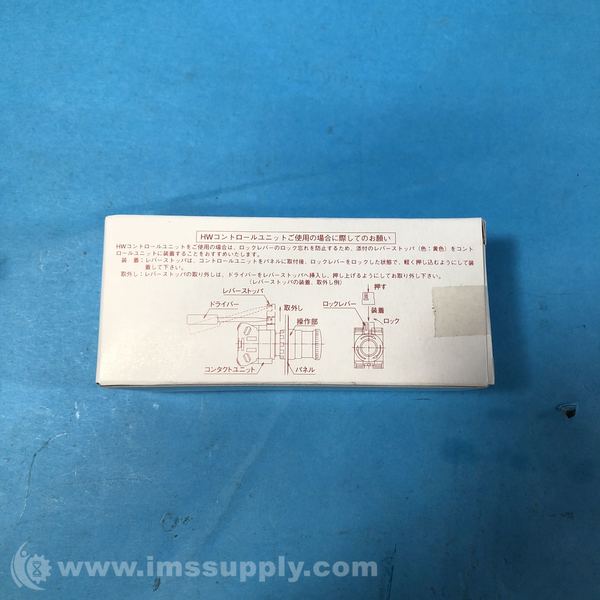 HWコントロールユニットご使用の場合に際してのお願い
HWコントロールユニットをご使用の場合は、ロックレバーのロック忘れを防止するため、添付のレバーストッパ（色：黄色）をコント
ロールユニットに装着することをおすすめいたします。
装　着：レバーストッパは、コントロールユニットをパネルに取付後、ロックレバーをロックした状態で、軽く押し込むようにして装
着して下さい。
取外し：レバーストッパの取り外しは、ドライバーをレバーストッパへ挿入し、押し上げるようにしてお取り外し下さい。
（レバーストッパの装着、取外し例）
レバーストッパ
押す
ドライバー
取外し
ロックレバー
装着
操作部
ロック
コンタクトユニット
パネル
www.imssupply.com